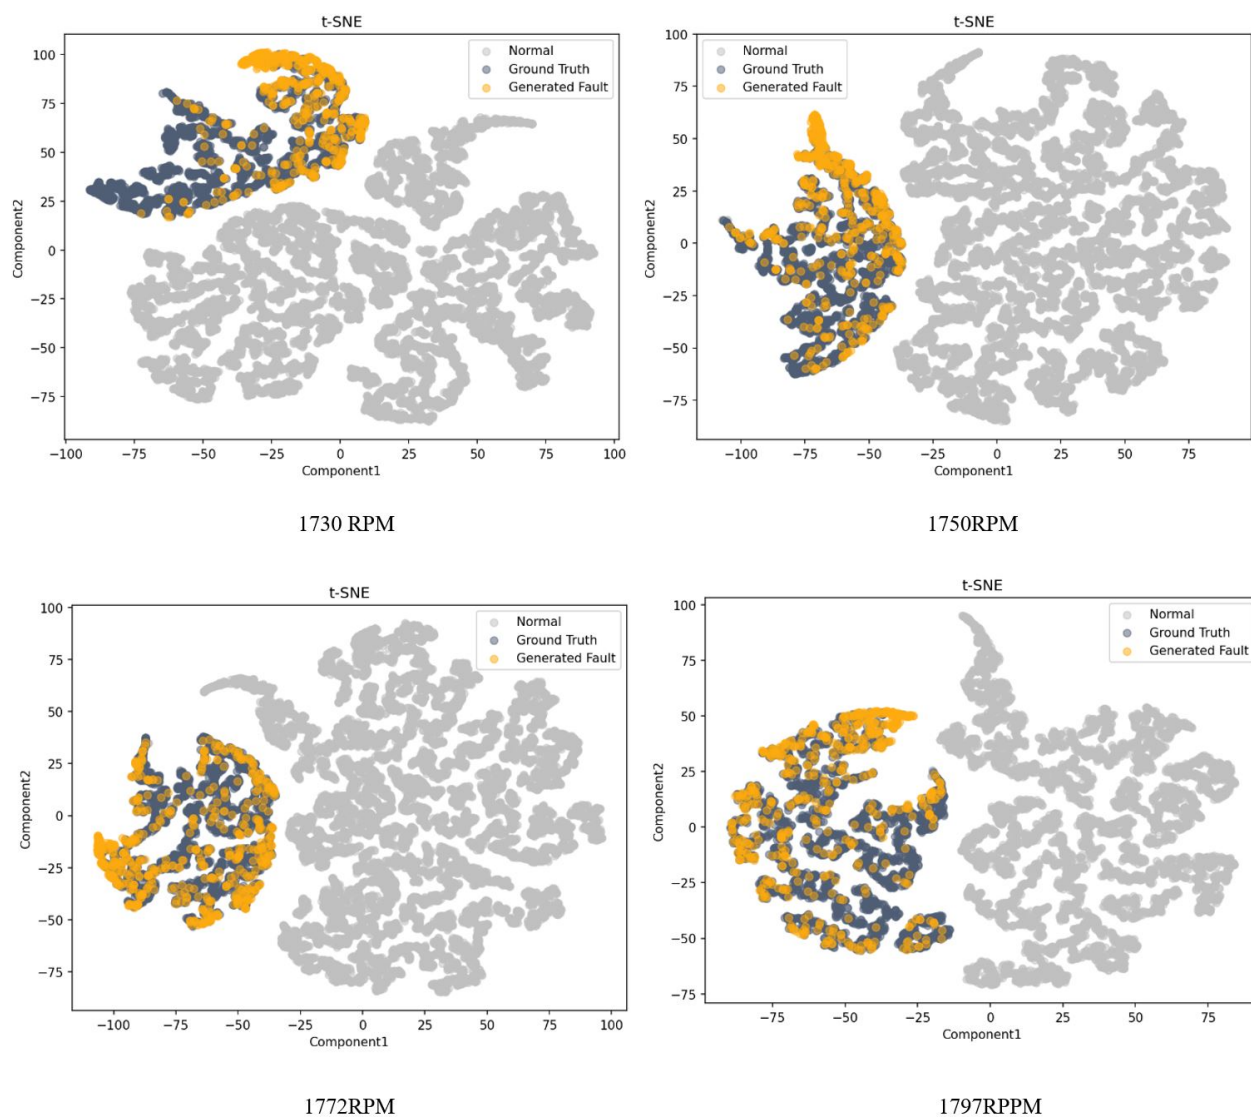 t-SNE
100
75
50
25
0
−25
−50
−75
Component2
−100
−75
−50
−25
0
25
50
75
100
Component1
Normal
Ground Truth
Generated Fault
1730 RPM
t-SNE
100
75
50
25
0
−25
−50
−75
Component2
−100
−75
−50
−25
0
25
50
75
Component1
Normal
Ground Truth
Generated Fault
1750RPM
t-SNE
100
75
50
25
0
−25
−50
−75
Component2
−100
−75
−50
−25
0
25
50
75
100
Component1
Normal
Ground Truth
Generated Fault
1772RPM
t-SNE
100
75
50
25
0
−25
−50
−75
Component2
−75
−50
−25
0
25
50
75
Component1
Normal
Ground Truth
Generated Fault
1797RPPM